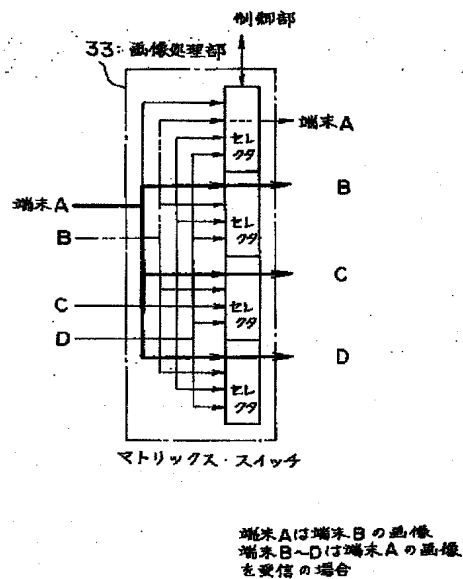 制御部
33:画像処理部
端末A
セレ
クタ
B
端末A
セレ
クタ
B
C
C
セレ
クタ
D
D
セレ
クタ
マトリックス・スイッチ
端末Aは端末Bの画像
端末B~Dは端末Aの画像
を受信の場合